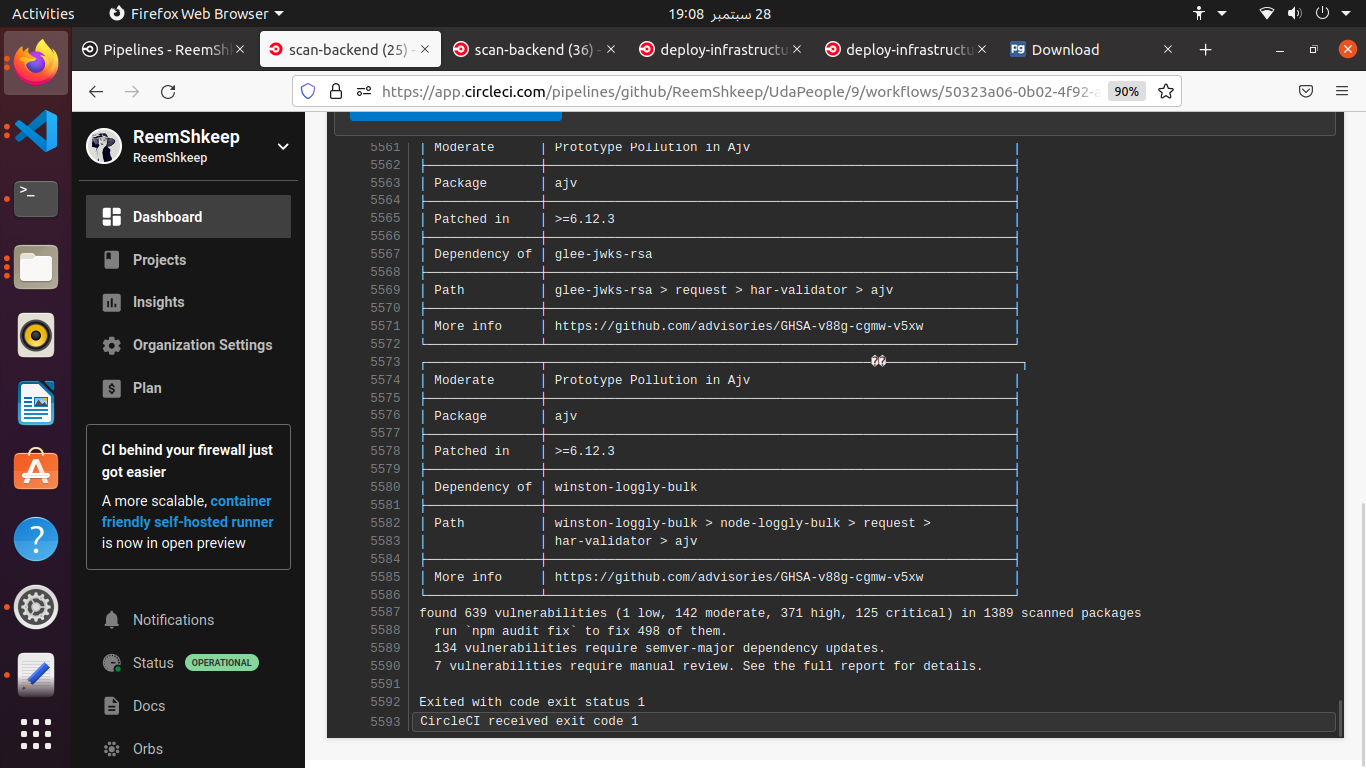 Activities
Firefox Web Browser
28 سبتمبر 19:08
Pipelines - ReemSh
scan-backend (25) -
scan-backend (36) -
deploy-infrastructu
deploy-infrastructu
Download
https://app.circleci.com/pipelines/github/ReemShkeep/UdaPeople/9/workflows/50323a06-0b02-4f92-a
90%
ReemShkeep
ReemShkeep
Dashboard
Projects
Insights
Organization Settings
Plan
CI behind your firewall just
got easier
A more scalable, container
friendly self-hosted runner
is now in open preview
Notifications
Status OPERATIONAL
Docs
Orbs
5561 | Moderate | Prototype Pollution in Ajv |
5562
5563 | Package | ajv |
5564
5565 | Patched in | >=6.12.3 |
5566
5567 | Dependency of | glee-jwks-rsa |
5568
5569 | Path | glee-jwks-rsa > request > har-validator > ajv |
5570
5571 | More info | https://github.com/advisories/GHSA-v88g-cgmw-v5xw |
5572
5573 ��
5574 | Moderate | Prototype Pollution in Ajv |
5575
5576 | Package | ajv |
5577
5578 | Patched in | >=6.12.3 |
5579
5580 | Dependency of | winston-loggly-bulk |
5581
5582 | Path | winston-loggly-bulk > node-loggly-bulk > request > |
5583 | | har-validator > ajv |
5584
5585 | More info | https://github.com/advisories/GHSA-v88g-cgmw-v5xw |
5586
5587 found 639 vulnerabilities (1 low, 142 moderate, 371 high, 125 critical) in 1389 scanned packages
5588 run `npm audit fix` to fix 498 of them.
5589 134 vulnerabilities require semver-major dependency updates.
5590 7 vulnerabilities require manual review. See the full report for details.
5591
5592 Exited with code exit status 1
5593 CircleCI received exit code 1